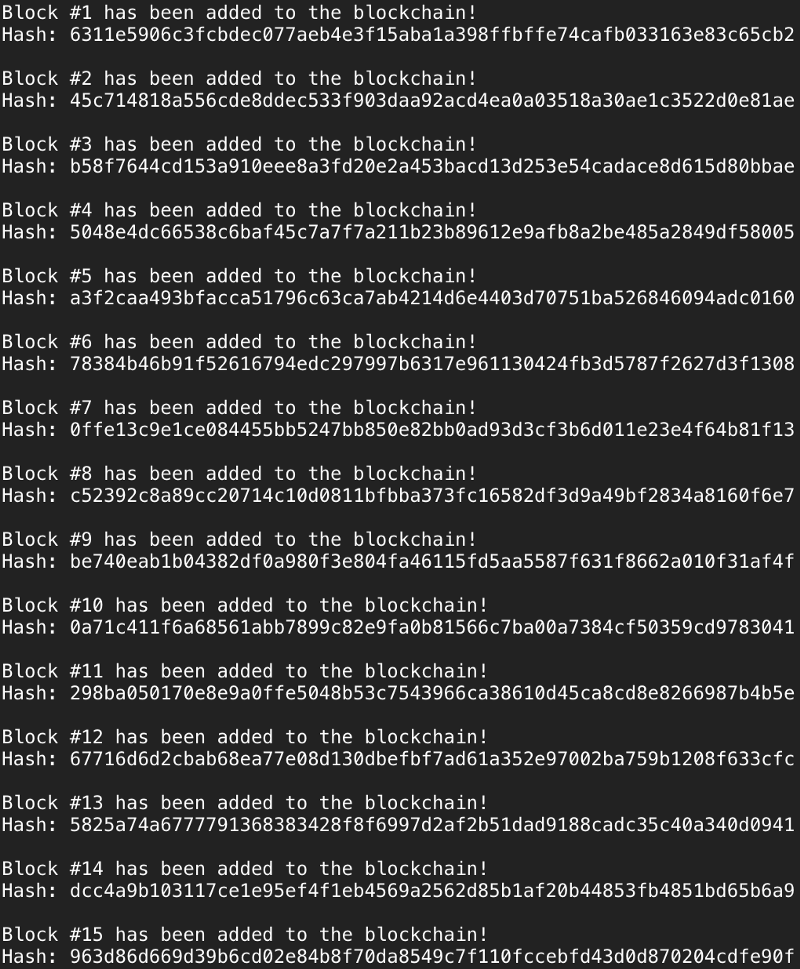 Block #1 has been added to the blockchain!
Hash: 6311e5906c3fcbdec077aeb4e3f15aba1a398ffbffe74cafb033163e83c65cb2
Block #2 has been added to the blockchain!
Hash: 45c714818a556cde8ddec533f903daa92acd4ea0a03518a30ae1c3522d0e81ae
Block #3 has been added to the blockchain!
Hash: b58f7644cd153a910eee8a3fd20e2a453bacd13d253e54cadace8d615d80bbae
Block #4 has been added to the blockchain!
Hash: 5048e4dc66538c6baf45c7a7f7a211b23b89612e9afb8a2be485a2849df58005
Block #5 has been added to the blockchain!
Hash: a3f2caa493bfacca51796c63ca7ab4214d6e4403d70751ba526846094adc0160
Block #6 has been added to the blockchain!
Hash: 78384b46b91f52616794edc297997b6317e961130424fb3d5787f2627d3f1308
Block #7 has been added to the blockchain!
Hash: 0ffe13c9e1ce084455bb5247bb850e82bb0ad93d3cf3b6d011e23e4f64b81f13
Block #8 has been added to the blockchain!
Hash: c52392c8a89cc20714c10d0811bfbba373fc16582df3d9a49bf2834a8160f6e7
Block #9 has been added to the blockchain!
Hash: be740eab1b04382df0a980f3e804fa46115fd5aa5587f631f8662a010f31af4f
Block #10 has been added to the blockchain!
Hash: 0a71c411f6a68561abb7899c82e9fa0b81566c7ba00a7384cf50359cd9783041
Block #11 has been added to the blockchain!
Hash: 298ba050170e8e9a0ffe5048b53c7543966ca38610d45ca8cd8e8266987b4b5e
Block #12 has been added to the blockchain!
Hash: 67716d6d2cbab68ea77e08d130dbefbf7ad61a352e97002ba759b1208f633cfc
Block #13 has been added to the blockchain!
Hash: 5825a74a6777791368383428f8f6997d2af2b51dad9188cadc35c40a340d0941
Block #14 has been added to the blockchain!
Hash: dcc4a9b103117ce1e95ef4f1eb4569a2562d85b1af20b44853fb4851bd65b6a9
Block #15 has been added to the blockchain!
Hash: 963d86d669d39b6cd02e84b8f70da8549c7f110fccebfd43d0d870204cdfe90f